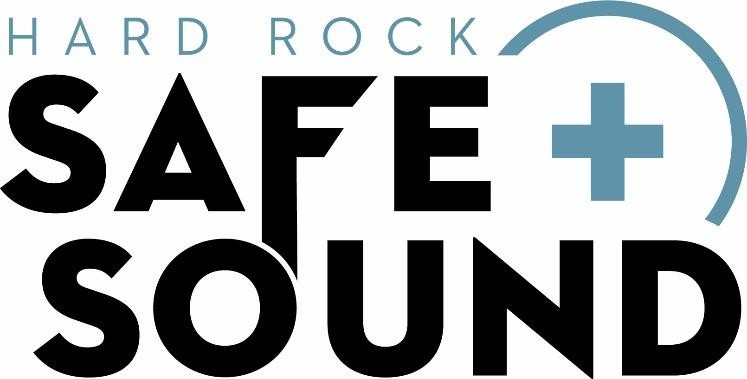 HARD ROCK
SAFE +
SOUND